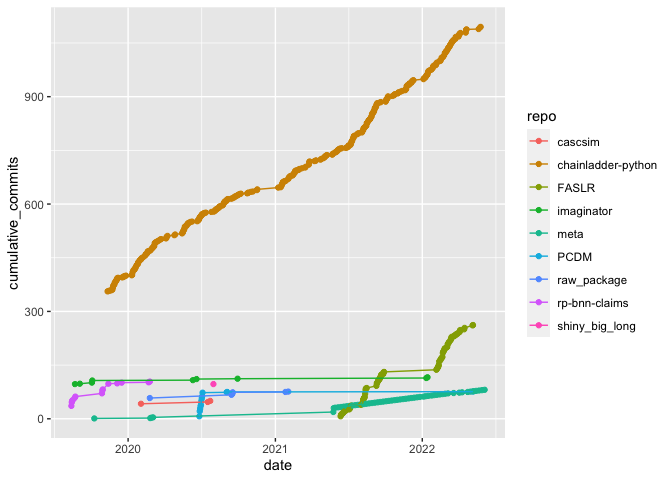 900
600
300
0
cumulative_commits
2020
2021
2022
date
repo
cascsim
chainladder-python
FASLR
imaginator
meta
PCDM
raw_package
rp-bnn-claims
shiny_big_long